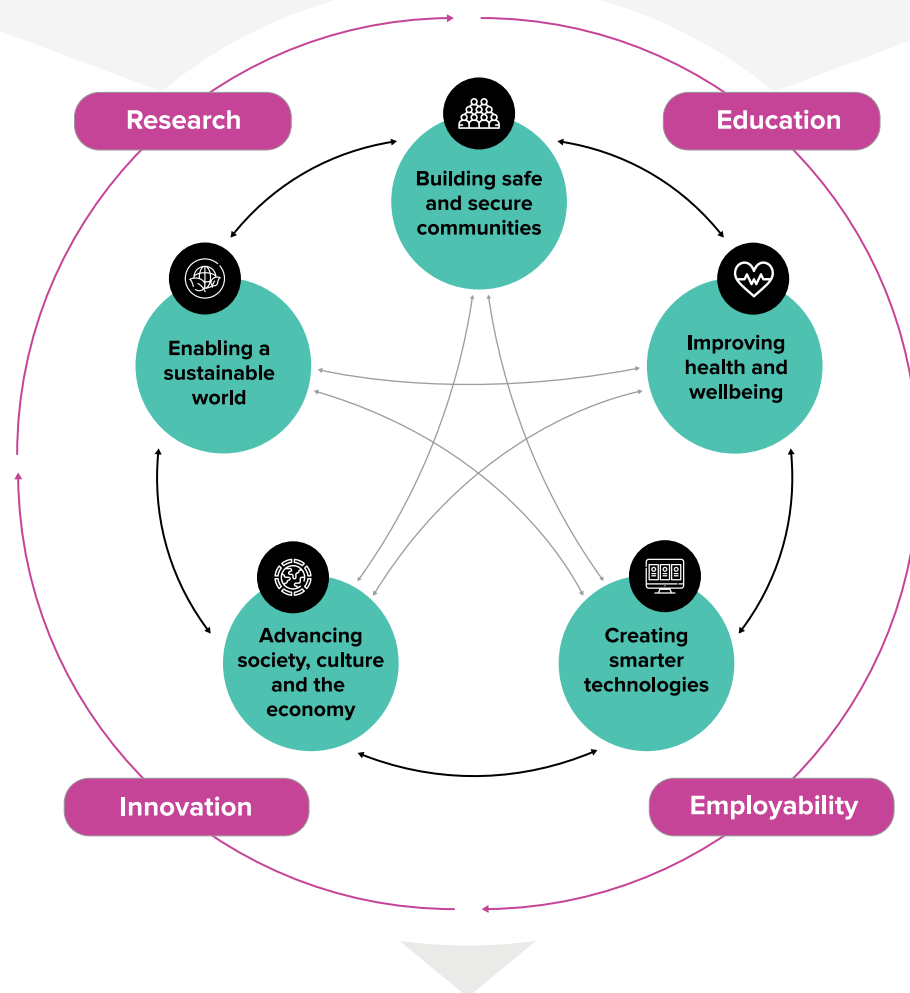 Research
Education
Building safe
and secure
communities
Enabling a
sustainable
world
Improving
health and
wellbeing
Advancing
society, culture
and the
economy
Creating
smarter
technologies
Innovation
Employability